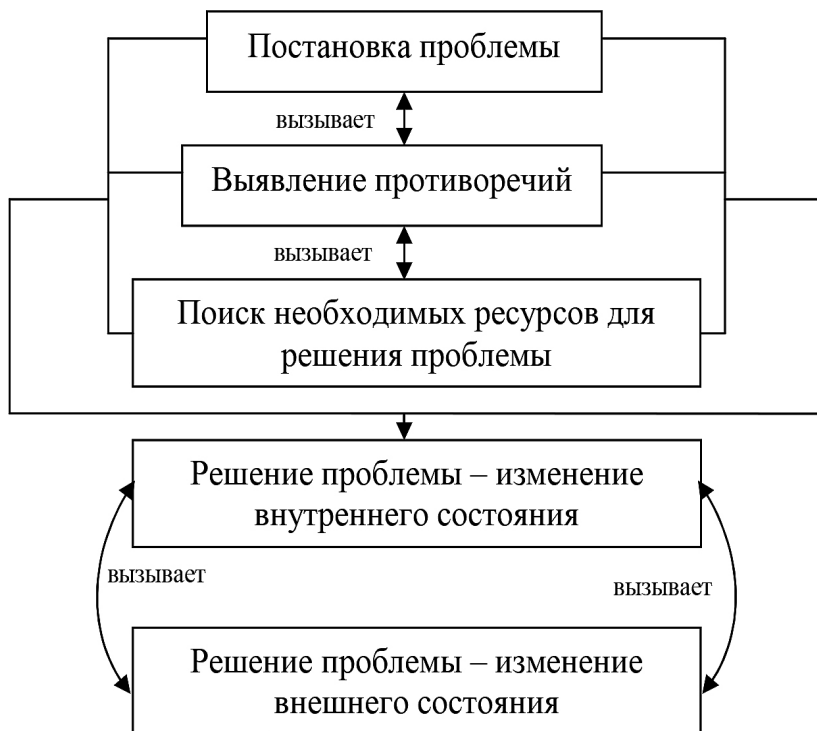 Постановка проблемы
вызывает
Выявление противоречий
вызывает
Поиск необходимых ресурсов для
решения проблемы
Решение проблемы – изменение
внутреннего состояния
вызывает
вызывает
Решение проблемы – изменение
внешнего состояния